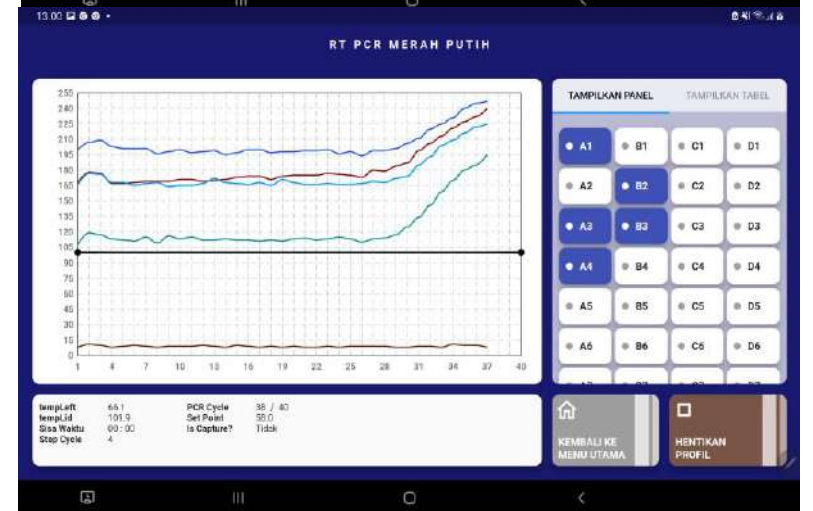 13.00
RT PCR MERAH PUTIH
255
240
225
210
195
180
165
150
135
120
105
90
75
60
45
30
15
0
1 4 7 10 13 16 19 22 25 28 31 34 37 40
TAMPILKAN PANEL TAMPILKAN TABEL
A1 B1 C1 D1
A2 B2 C2 D2
A3 B3 C3 D3
A4 B4 C4 D4
A5 B5 C5 D5
A6 B6 C6 D6
tempLeft 66.1 PCR Cycle 38 / 40
tempLid 101.9 Set Point 58.0
Sisa Waktu 00 : 00 Is Capture? Tidak
Step Cycle 4
KEMBALI KE
MENU UTAMA
HENTIKAN
PROFIL